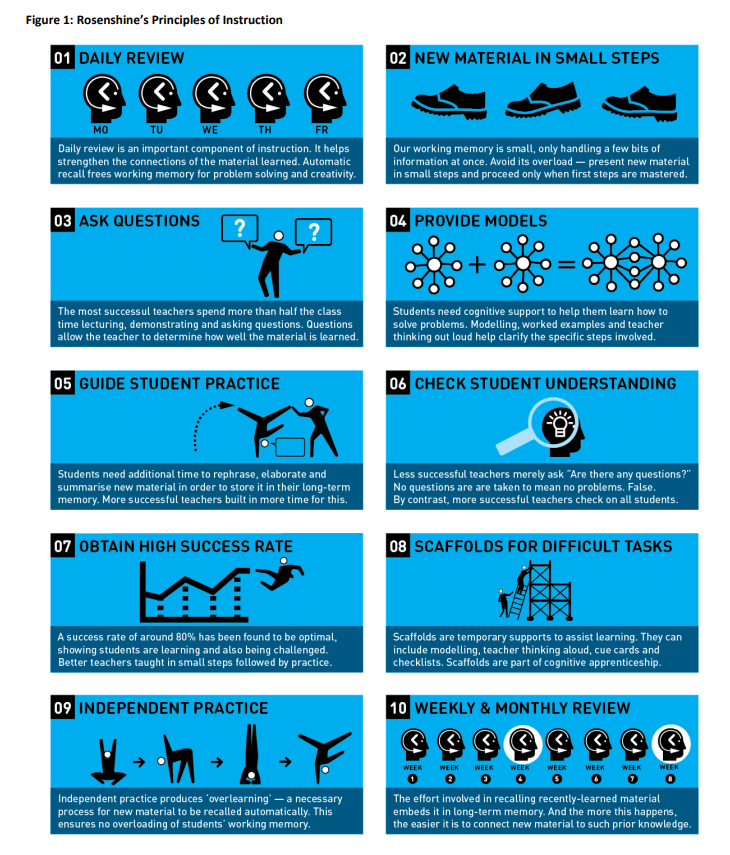 Figure 1: Rosenshine's Principles of Instruction
01 DAILY REVIEW
MO TU WE TH FR
Daily review is an important component of instruction. It helps
strengthen the connections of the material learned. Automatic
recall frees working memory for problem solving and creativity.
02 NEW MATERIAL IN SMALL STEPS
Our working memory is small, only handling a few bits of
information at once. Avoid its overload — present new material
in small steps and proceed only when first steps are mastered.
03 ASK QUESTIONS
? ?
The most successul teachers spend more than half the class
time lecturing, demonstrating and asking questions. Questions
allow the teacher to determine how well the material is learned.
04 PROVIDE MODELS
+ =
Students need cognitive support to help them learn how to
solve problems. Modelling, worked examples and teacher
thinking out loud help clarify the specific steps involved.
05 GUIDE STUDENT PRACTICE
Students need additional time to rephrase, elaborate and
summarise new material in order to store it in their long-term
memory. More successful teachers built in more time for this.
06 CHECK STUDENT UNDERSTANDING
Less successful teachers merely ask "Are there any questions?"
No questions are are taken to mean no problems. False.
By contrast, more successful teachers check on all students.
07 OBTAIN HIGH SUCCESS RATE
A success rate of around 80% has been found to be optimal,
showing students are learning and also being challenged.
Better teachers taught in small steps followed by practice.
08 SCAFFOLDS FOR DIFFICULT TASKS
Scaffolds are temporary supports to assist learning. They can
include modelling, teacher thinking aloud, cue cards and
checklists. Scaffolds are part of cognitive apprenticeship.
09 INDEPENDENT PRACTICE
Independent practice produces 'overlearning' — a necessary
process for new material to be recalled automatically. This
ensures no overloading of students' working memory.
10 WEEKLY & MONTHLY REVIEW
WEEK WEEK WEEK WEEK WEEK WEEK WEEK WEEK
1 2 3 4 5 6 7 8
The effort involved in recalling recently-learned material
embeds it in long-term memory. And the more this happens,
the easier it is to connect new material to such prior knowledge.